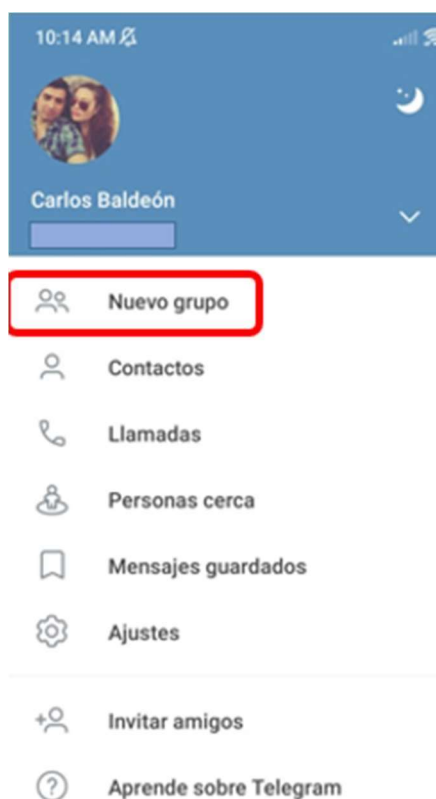 10:14 AM
Carlos Baldeón
Nuevo grupo
Contactos
Llamadas
Personas cerca
Mensajes guardados
Ajustes
Invitar amigos
Aprende sobre Telegram